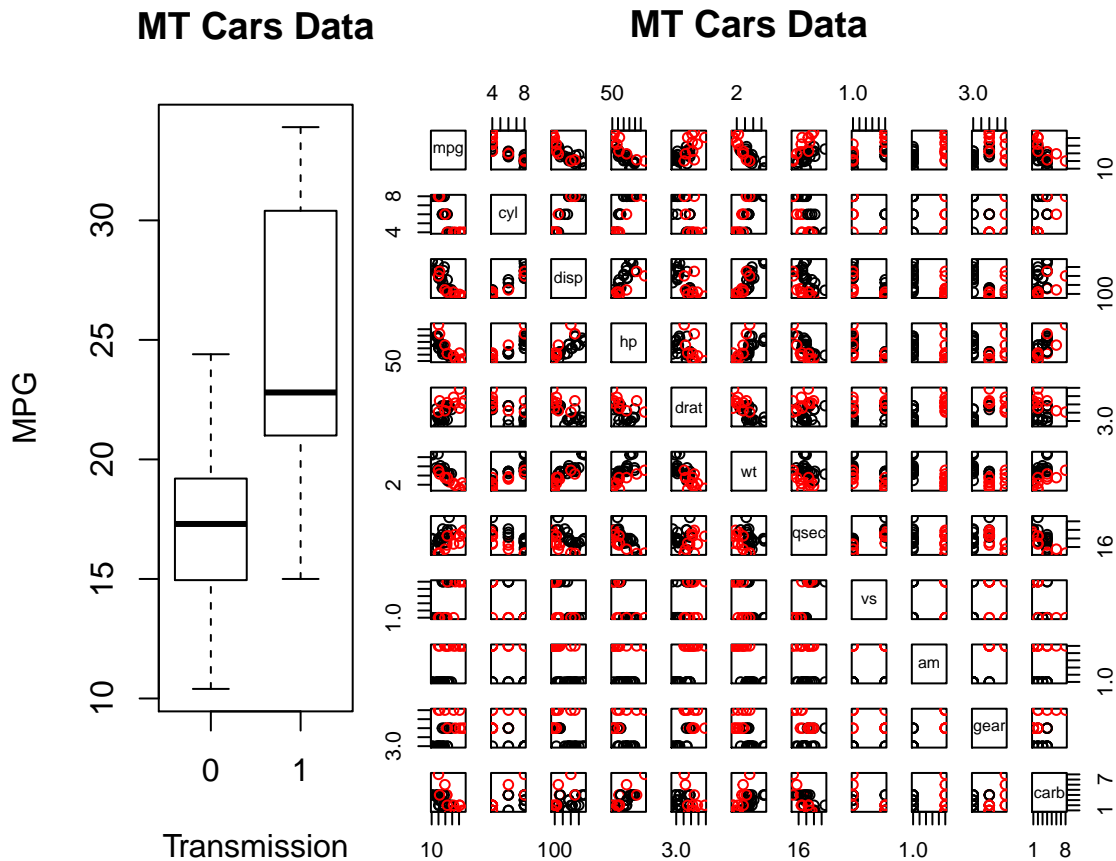 MT Cars Data
MPG
30
25
20
15
10
0 1
Transmission
MT Cars Data
4 8 50 2 1.0 3.0
mpg
10
8
4
cyl
disp
100
50
hp
drat
3.0
2
wt
qsec
16
1.0
vs
am
1.0
3.0
gear
carb
7
1
10 100 3.0 16 1.0 1 8